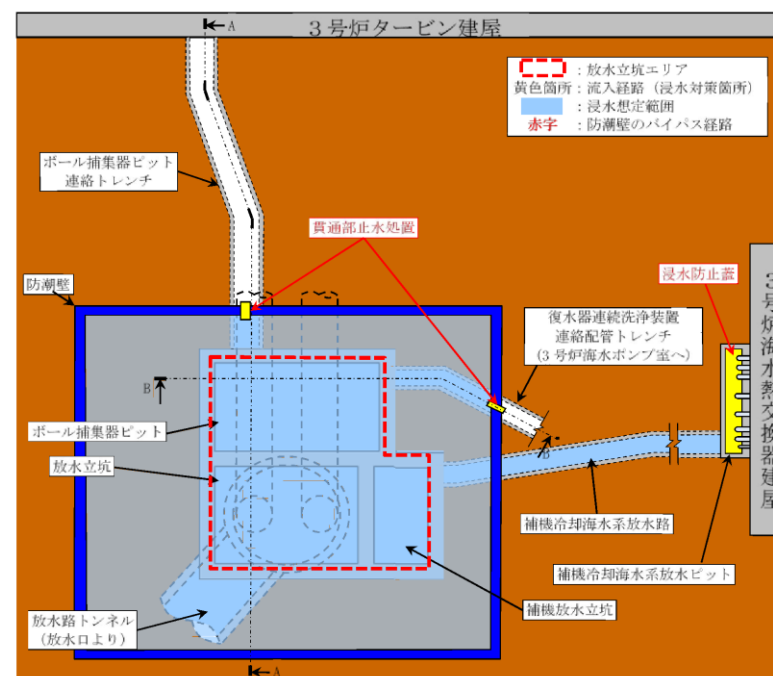 A
３号炉タービン建屋
：放水立坑エリア
黄色箇所：流入経路（浸水対策箇所）
：浸水想定範囲
赤字：防潮壁のバイパス経路
ボール捕集器ピット
連絡トレンチ
貫通部止水処置
浸水防止蓋
防潮壁
復水器連続洗浄装置
連絡配管トレンチ
(３号炉海水ポンプ室へ)
３号炉海水熱交換器建屋
B
ボール捕集器ピット
B
放水立坑
補機冷却海水系放水路
補機冷却海水系放水ピット
補機放水立坑
放水路トンネル
(放水口より)
A